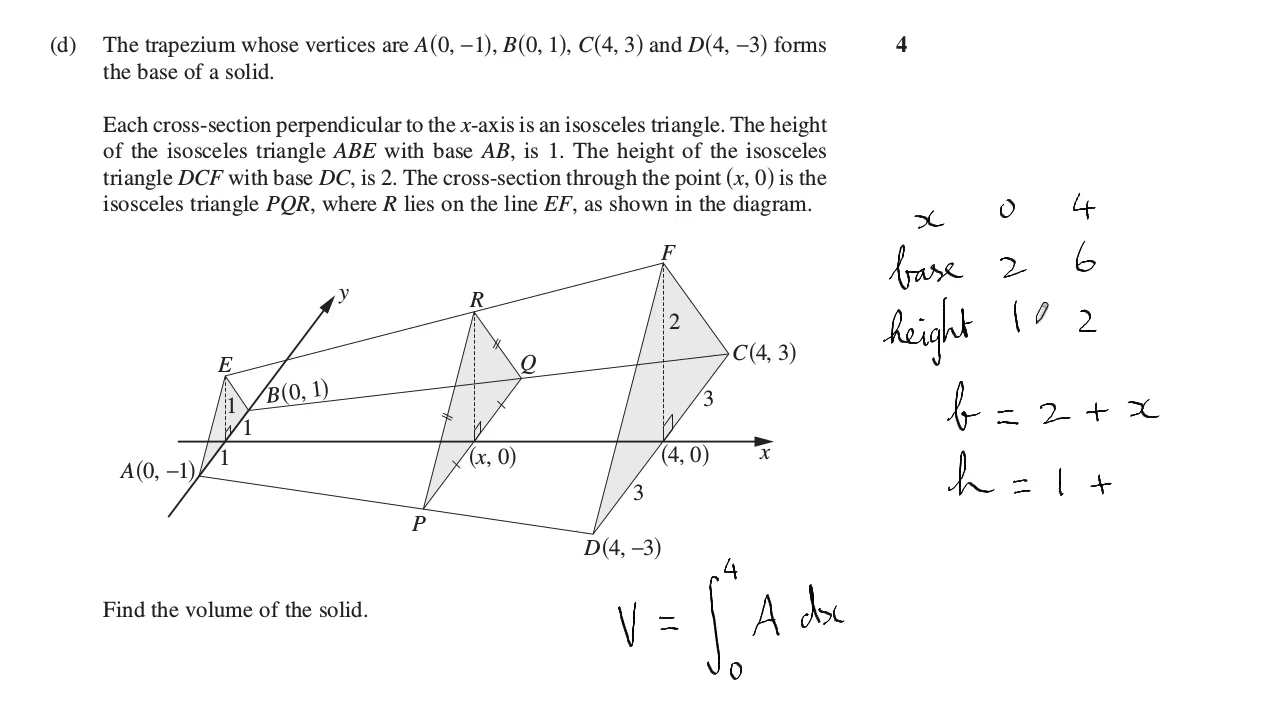 (d) The trapezium whose vertices are A(0, −1), B(0, 1), C(4, 3) and D(4, −3) forms 4
the base of a solid.
Each cross-section perpendicular to the x-axis is an isosceles triangle. The height
of the isosceles triangle ABE with base AB, is 1. The height of the isosceles
triangle DCF with base DC, is 2. The cross-section through the point (x, 0) is the
isosceles triangle PQR, where R lies on the line EF, as shown in the diagram.
x 0 4
base 2 6
height 1 2
b = 2 + x
h = 1 +
F
y
R
2
E
Q
C(4, 3)
B(0, 1)
1
3
1
1
(x, 0)
(4, 0)
x
A(0, −1)
3
P
D(4, −3)
Find the volume of the solid.
V = ∫₀⁴ A dx